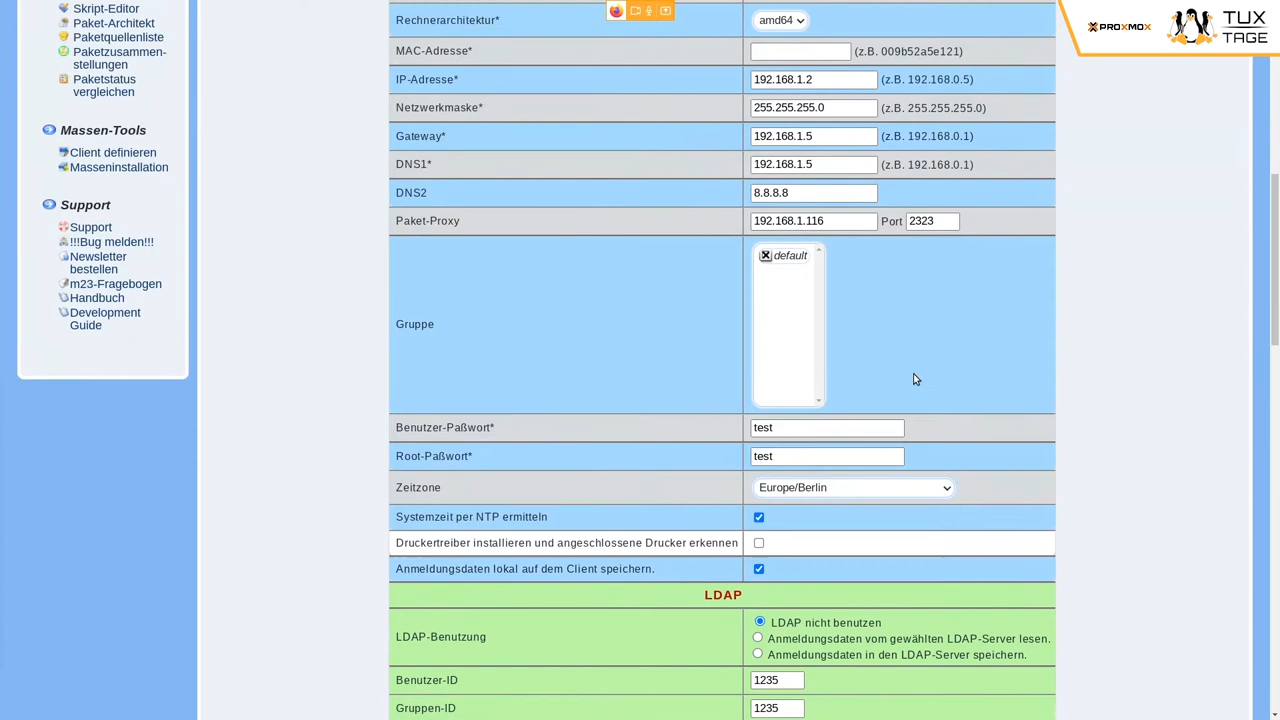 Skript-Editor
Paket-Architekt
Paketquellenliste
Paketzusammen-
stellungen
Paketstatus
vergleichen
Massen-Tools
Client definieren
Masseninstallation
Support
Support
!!!Bug melden!!!
Newsletter
bestellen
m23-Fragebogen
Handbuch
Development
Guide
Rechnerarchitektur* amd64
MAC-Adresse* (z.B. 009b52a5e121)
IP-Adresse* 192.168.1.2 (z.B. 192.168.0.5)
Netzwerkmaske* 255.255.255.0 (z.B. 255.255.255.0)
Gateway* 192.168.1.5 (z.B. 192.168.0.1)
DNS1* 192.168.1.5 (z.B. 192.168.0.1)
DNS2 8.8.8.8
Paket-Proxy 192.168.1.116 Port 2323
default
Gruppe
Benutzer-Paßwort* test
Root-Paßwort* test
Zeitzone Europe/Berlin
Systemzeit per NTP ermitteln
Druckertreiber installieren und angeschlossene Drucker erkennen
Anmeldungsdaten lokal auf dem Client speichern.
LDAP
LDAP nicht benutzen
LDAP-Benutzung Anmeldungsdaten vom gewählten LDAP-Server lesen.
Anmeldungsdaten in den LDAP-Server speichern.
Benutzer-ID 1235
Gruppen-ID 1235
PROXMOX
TUX
TAGE